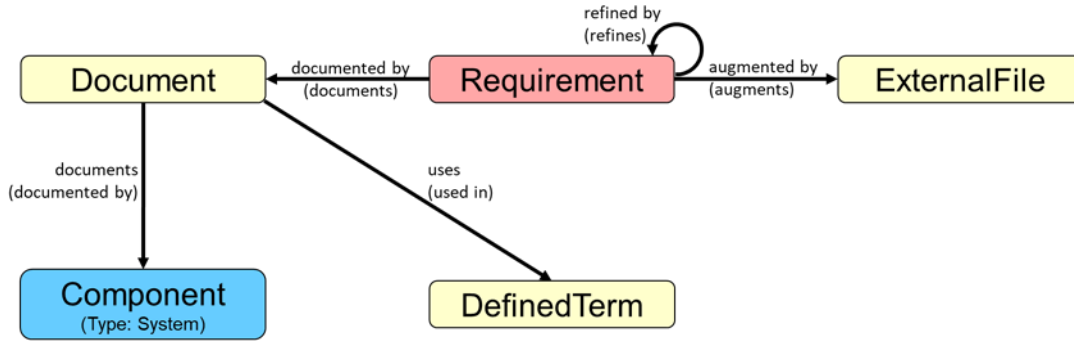 refined by
(refines)
Document
documented by
(documents)
Requirement
augmented by
(augments)
ExternalFile
documents
(documented by)
uses
(used in)
Component
(Type: System)
DefinedTerm